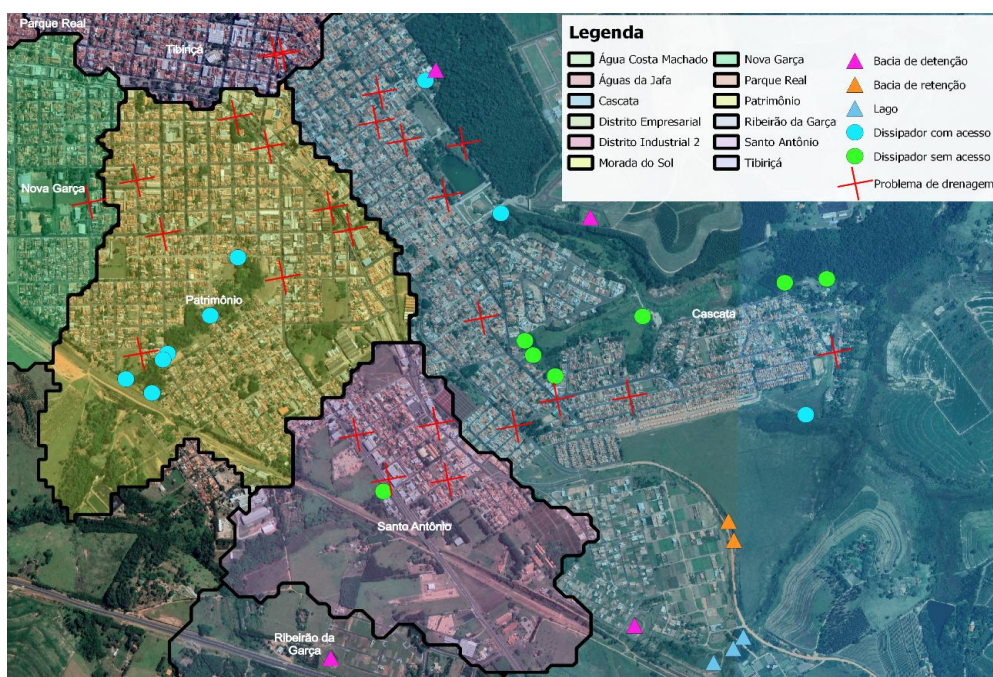 Parque Real
Tibiriçá
Nova Garça
Patrimônio
Cascata
Santo Antônio
Ribeirão da
Garça
Legenda
Água Costa Machado
Águas da Jafa
Cascata
Distrito Empresarial
Distrito Industrial 2
Morada do Sol
Nova Garça
Parque Real
Patrimônio
Ribeirão da Garça
Santo Antônio
Tibiriçá
Bacia de detenção
Bacia de retenção
Lago
Dissipador com acesso
Dissipador sem acesso
Problema de drenagem